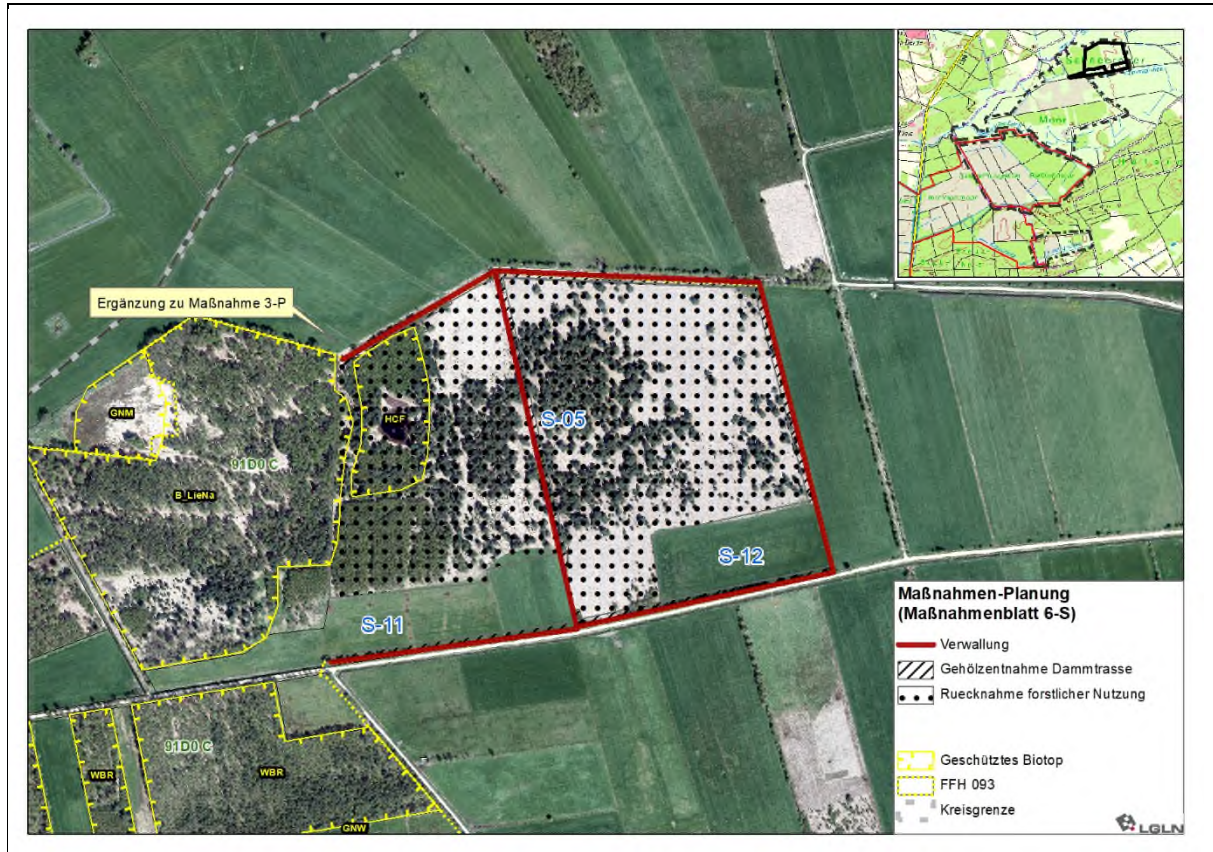 Ergänzung zu Maßnahme 3-P
GNM
HCF
S-05
91D0 C
B_LieNa
S-12
S-11
91D0 C
WBR
WBR
GNW
Moor
Maßnahmen-Planung
(Maßnahmenblatt 6-S)
Verwallung
Gehölzentnahme Dammtrasse
Ruecknahme forstlicher Nutzung
Geschütztes Biotop
FFH 093
Kreisgrenze
LGLN